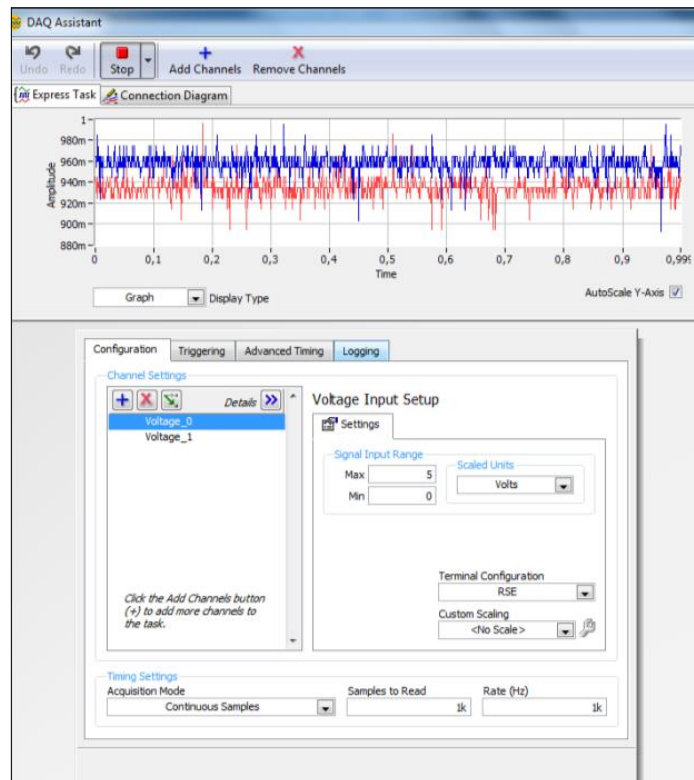 DAQ Assistant
Undo Redo Stop Add Channels Remove Channels
Express Task Connection Diagram
1
980m
960m
940m
920m
900m
880m
Amplitude
0 0,1 0,2 0,3 0,4 0,5 0,6 0,7 0,8 0,9 0,999
Time
Graph Display Type AutoScale Y-Axis
Configuration Triggering Advanced Timing Logging
Channel Settings
Details
Voltage_0
Voltage_1
Click the Add Channels button
(+) to add more channels to
the task.
Voltage Input Setup
Settings
Signal Input Range
Max 5
Min 0
Scaled Units
Volts
Terminal Configuration
RSE
Custom Scaling
<No Scale>
Timing Settings
Acquisition Mode Samples to Read Rate (Hz)
Continuous Samples 1k 1k